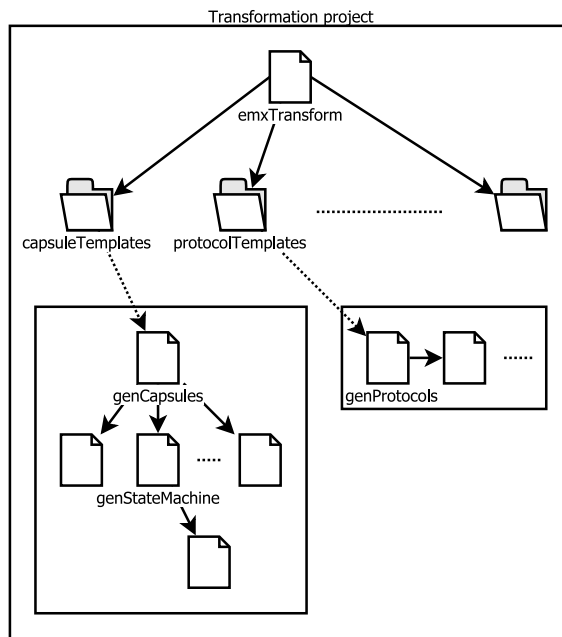 Transformation project
emxTransform
capsuleTemplates
protocolTemplates
genCapsules
genProtocols
genStateMachine